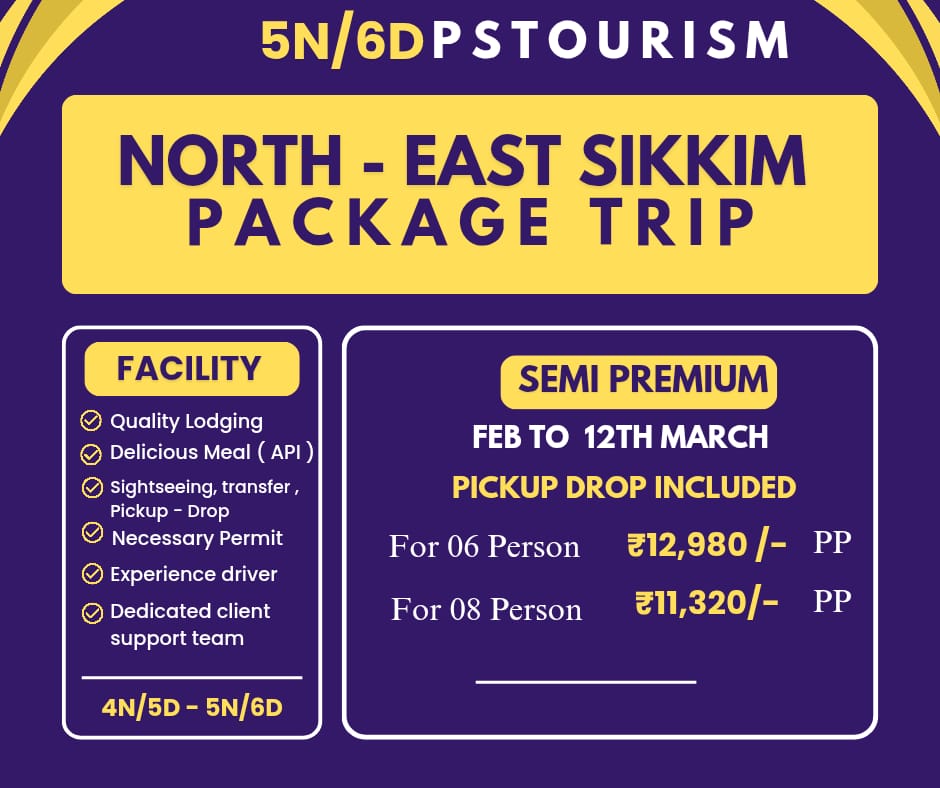 5N/6D PSTOURISM
NORTH - EAST SIKKIM
PACKAGE TRIP
FACILITY
Quality Lodging
Delicious Meal ( API )
Sightseeing, transfer ,
Pickup - Drop
Necessary Permit
Experience driver
Dedicated client
support team
4N/5D - 5N/6D
SEMI PREMIUM
FEB TO 12TH MARCH
PICKUP DROP INCLUDED
For 06 Person ₹12,980 /- PP
For 08 Person ₹11,320/- PP